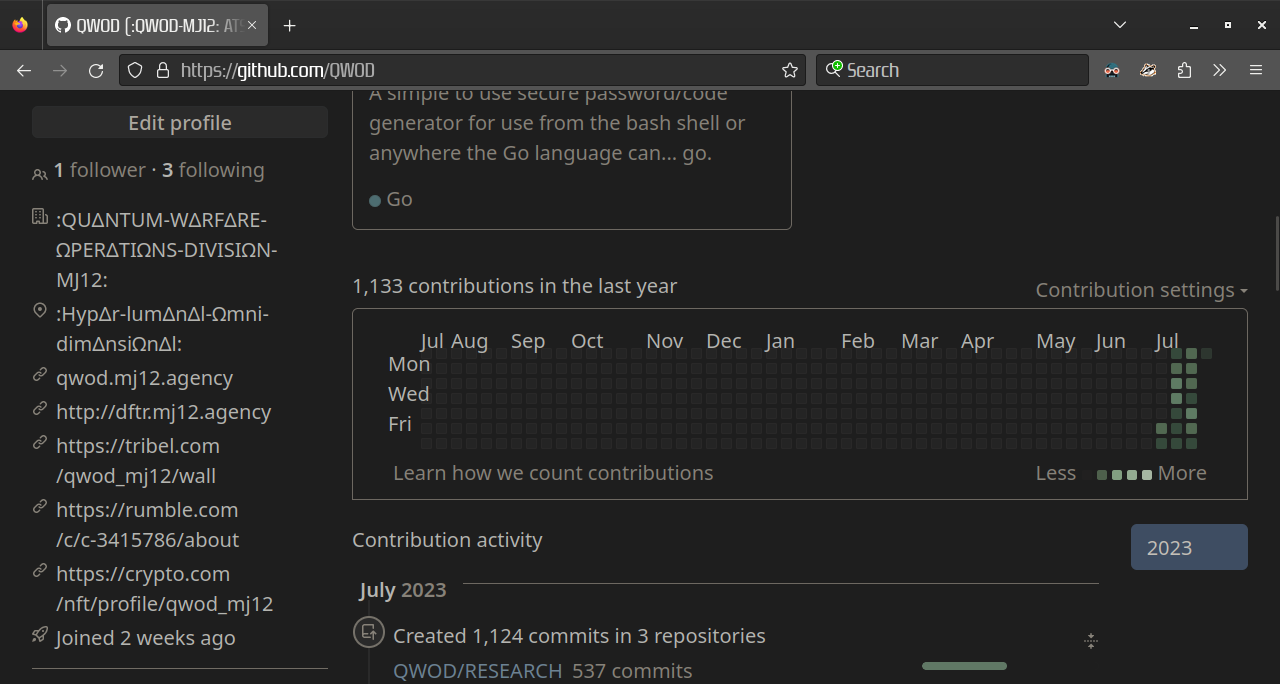 QWOD (:QWOD-MJ12: AT
https://github.com/QWOD
Search
Edit profile
1 follower · 3 following
:QUΔNTUM-WΔRFΔRE-
ΩPERΔTIΩNS-DIVISIΩN-
MJ12:
:HypΔr-lumΔnΔl-Ωmni-
dimΔnsiΩnΔl:
qwod.mj12.agency
http://dftr.mj12.agency
https://tribel.com
/qwod_mj12/wall
https://rumble.com
/c/c-3415786/about
https://crypto.com
/nft/profile/qwod_mj12
Joined 2 weeks ago
A simple to use secure password/code
generator for use from the bash shell or
anywhere the Go language can... go.
Go
1,133 contributions in the last year
Contribution settings
Jul Aug Sep Oct Nov Dec Jan Feb Mar Apr May Jun Jul
Mon
Wed
Fri
Learn how we count contributions
Less More
Contribution activity
2023
July 2023
Created 1,124 commits in 3 repositories
QWOD/RESEARCH 537 commits